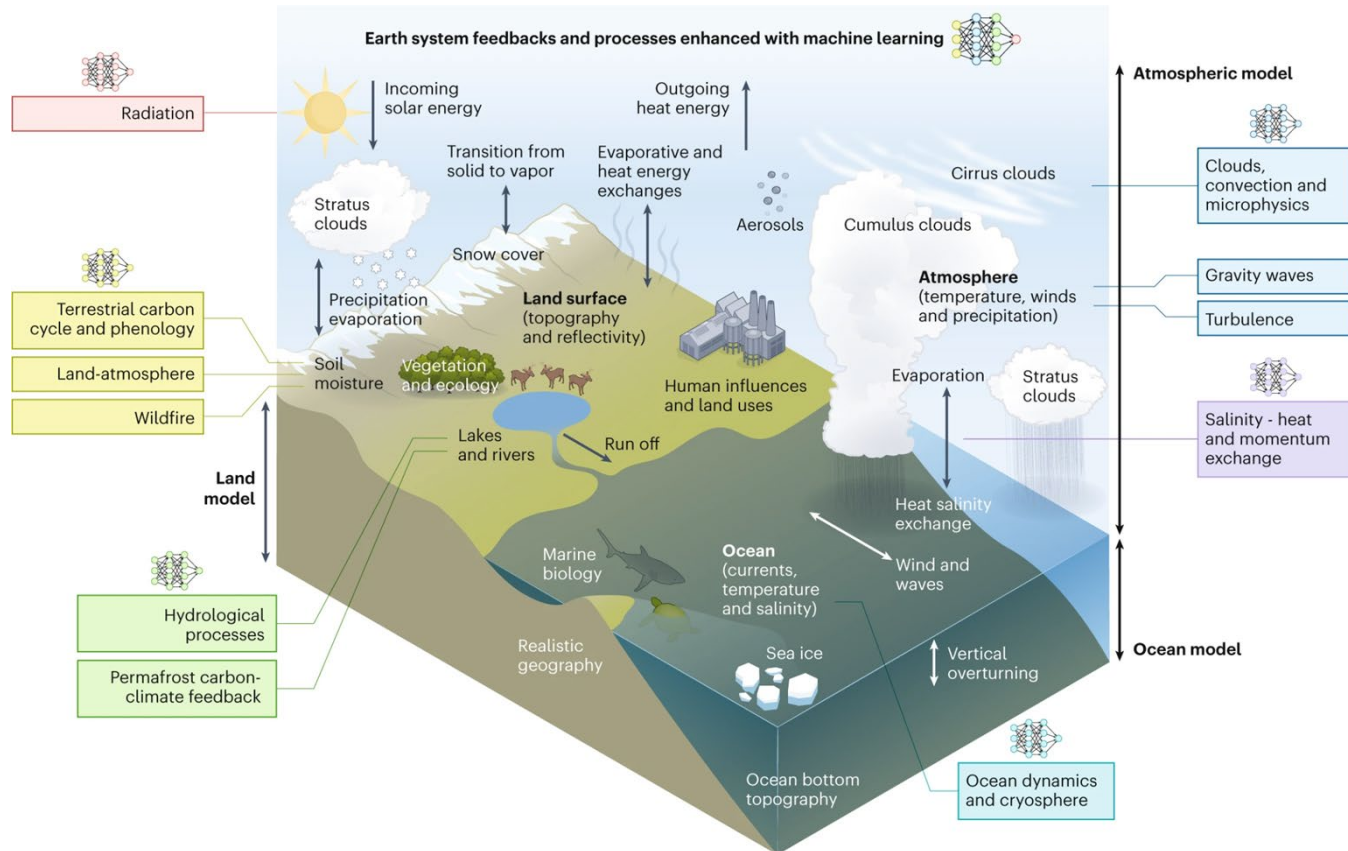 Earth system feedbacks and processes enhanced with machine learning
Atmospheric model
Radiation
Incoming
solar energy
Outgoing
heat energy
Transition from
solid to vapor
Evaporative and
heat energy
exchanges
Stratus
clouds
Aerosols
Cirrus clouds
Cumulus clouds
Clouds,
convection and
microphysics
Snow cover
Precipitation
evaporation
Land surface
(topography
and reflectivity)
Atmosphere
(temperature, winds
and precipitation)
Gravity waves
Turbulence
Terrestrial carbon
cycle and phenology
Land-atmosphere
Wildfire
Soil
moisture
Vegetation
and ecology
Human influences
and land uses
Evaporation
Stratus
clouds
Salinity - heat
and momentum
exchange
Lakes
and rivers
Run off
Land
model
Heat salinity
exchange
Marine
biology
Ocean
(currents,
temperature
and salinity)
Wind and
waves
Hydrological
processes
Permafrost carbon-
climate feedback
Realistic
geography
Sea ice
Vertical
overturning
Ocean model
Ocean bottom
topography
Ocean dynamics
and cryosphere